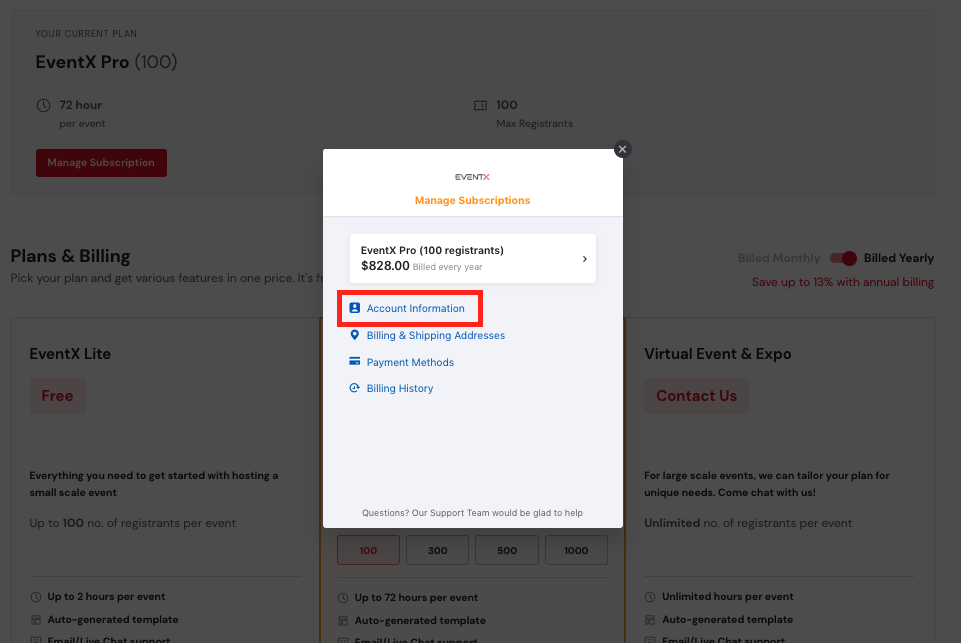 YOUR CURRENT PLAN
EventX Pro (100)
72 hour
per event
100
Max Registrants
Manage Subscription
EVENTX
Manage Subscriptions
EventX Pro (100 registrants)
$828.00 Billed every year
Account Information
Billing & Shipping Addresses
Payment Methods
Billing History
Questions? Our Support Team would be glad to help
Plans & Billing
Pick your plan and get various features in one price. It's
Billed Monthly Billed Yearly
Save up to 13% with annual billing
EventX Lite
Free
Everything you need to get started with hosting a
small scale event
Up to 100 no. of registrants per event
Up to 2 hours per event
Auto-generated template
Email/Live Chat support
100 300 500 1000
Up to 72 hours per event
Auto-generated template
Email/Live Chat support
Virtual Event & Expo
Contact Us
For large scale events, we can tailor your plan for
unique needs. Come chat with us!
Unlimited no. of registrants per event
Unlimited hours per event
Auto-generated template
Email/Live Chat support